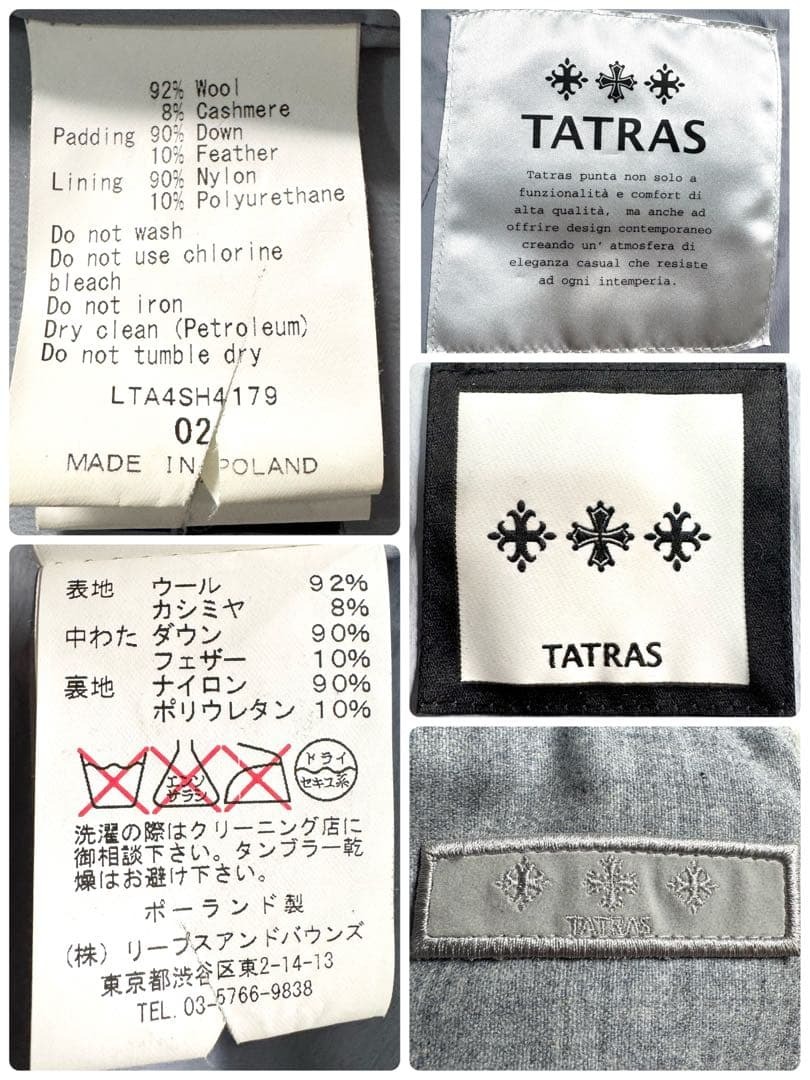 92% Wool
8% Cashmere
Padding 90% Down
10% Feather
Lining 90% Nylon
10% Polyurethane
Do not wash
Do not use chlorine
bleach
Do not iron
Dry clean (Petroleum)
Do not tumble dry
LTA4SH4179
02
MADE IN POLAND
表地 ウール 92%
カシミヤ 8%
中わた ダウン 90%
フェザー 10%
裏地 ナイロン 90%
ポリウレタン 10%
エンソ
サラシ
ドライ
セキユ系
洗濯の際はクリーニング店に
御相談下さい。タンブラー乾
燥はお避け下さい。
ポーランド製
(株) リープスアンドバウンズ
東京都渋谷区東2-14-13
TEL. 03-5766-9838
TATRAS
Tatras punta non solo a
funzionalità e comfort di
alta qualità, ma anche ad
offrire design contemporaneo
creando un' atmosfera di
eleganza casual che resiste
ad ogni intemperia.
TATRAS
TATRAS